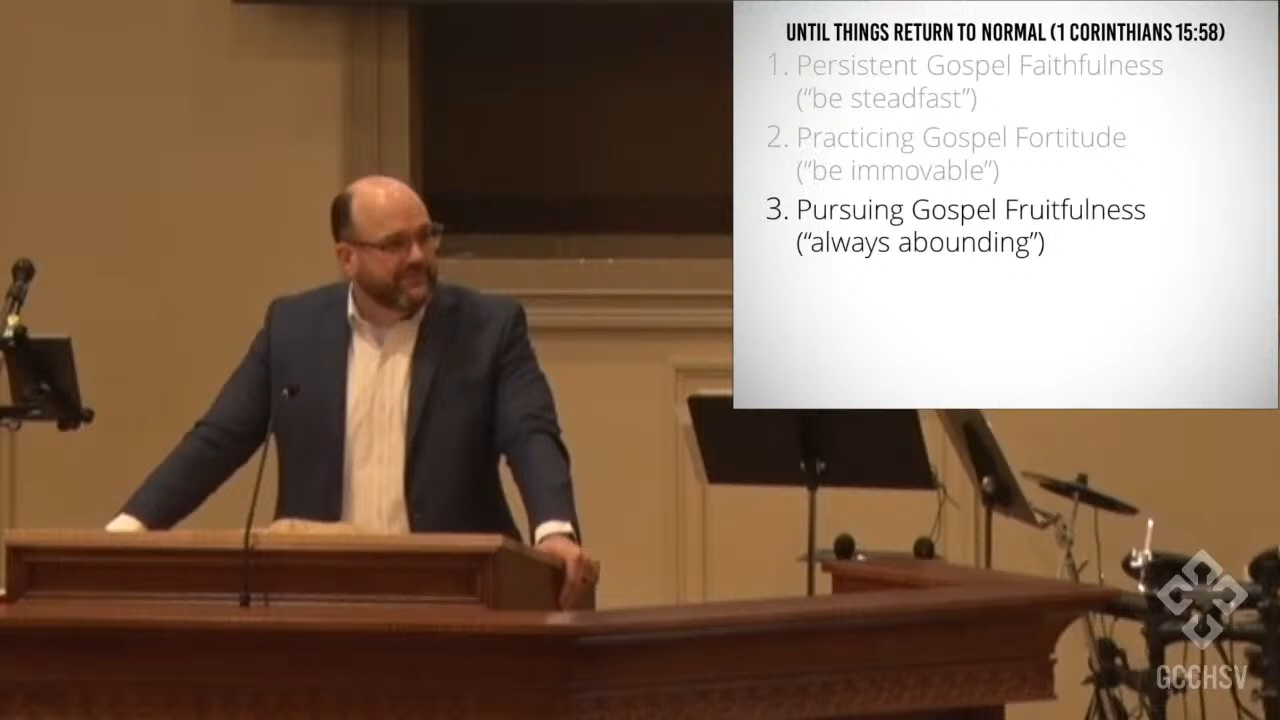 UNTIL THINGS RETURN TO NORMAL (1 CORINTHIANS 15:58)
1. Persistent Gospel Faithfulness
(“be steadfast”)
2. Practicing Gospel Fortitude
(“be immovable”)
3. Pursuing Gospel Fruitfulness
(“always abounding”)
GCCHSV